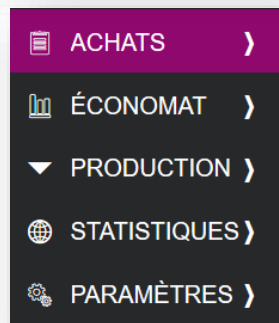 ACHATS ❯
ÉCONOMAT ❯
PRODUCTION ❯
STATISTIQUES ❯
PARAMÈTRES ❯